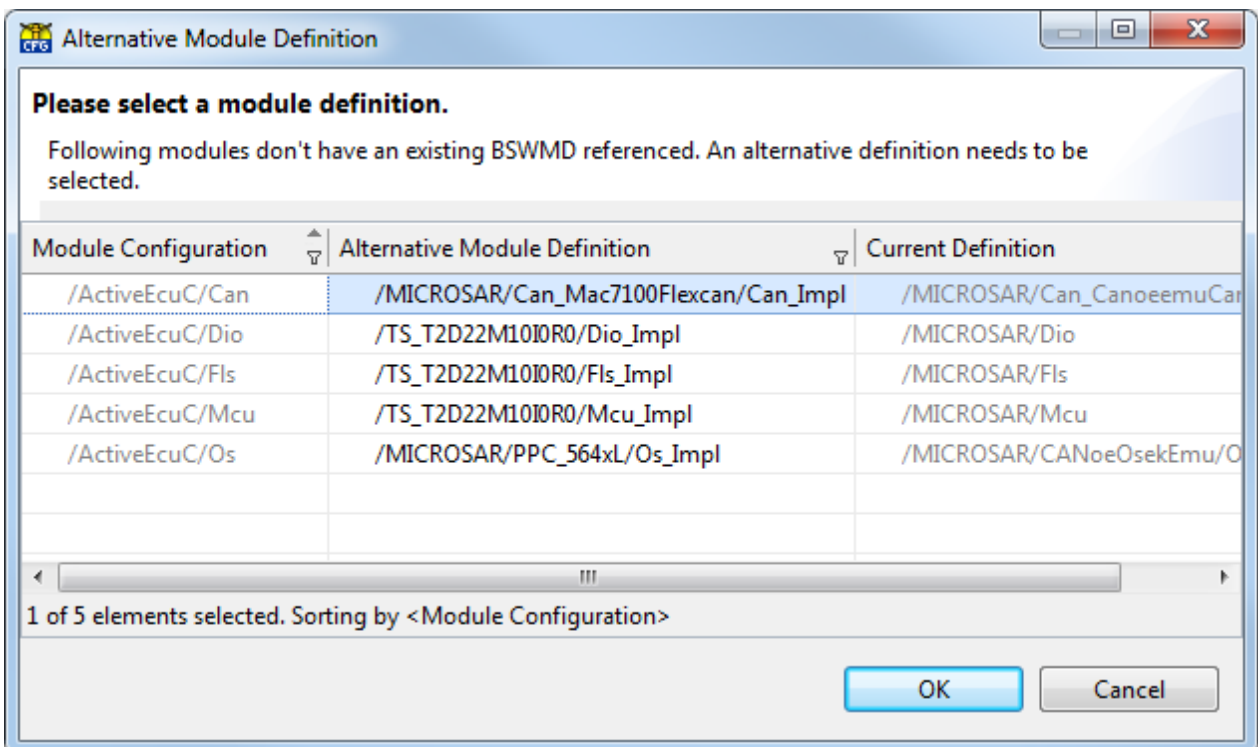 CFG Alternative Module Definition
Please select a module definition.
Following modules don't have an existing BSWMD referenced. An alternative definition needs to be
selected.
Module Configuration Alternative Module Definition Current Definition
/ActiveEcuC/Can /MICROSAR/Can_Mac7100Flexcan/Can_Impl /MICROSAR/Can_CanoeemuCan
/ActiveEcuC/Dio /TS_T2D22M10I0R0/Dio_Impl /MICROSAR/Dio
/ActiveEcuC/Fls /TS_T2D22M10I0R0/Fls_Impl /MICROSAR/Fls
/ActiveEcuC/Mcu /TS_T2D22M10I0R0/Mcu_Impl /MICROSAR/Mcu
/ActiveEcuC/Os /MICROSAR/PPC_564xL/Os_Impl /MICROSAR/CANoeOsekEmu/O
1 of 5 elements selected. Sorting by <Module Configuration>
OK Cancel